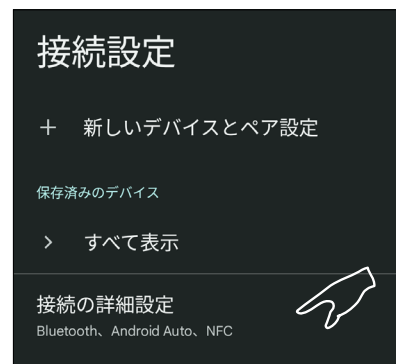 接続設定
+ 新しいデバイスとペア設定
保存済みのデバイス
> すべて表示
接続の詳細設定
Bluetooth、Android Auto、NFC